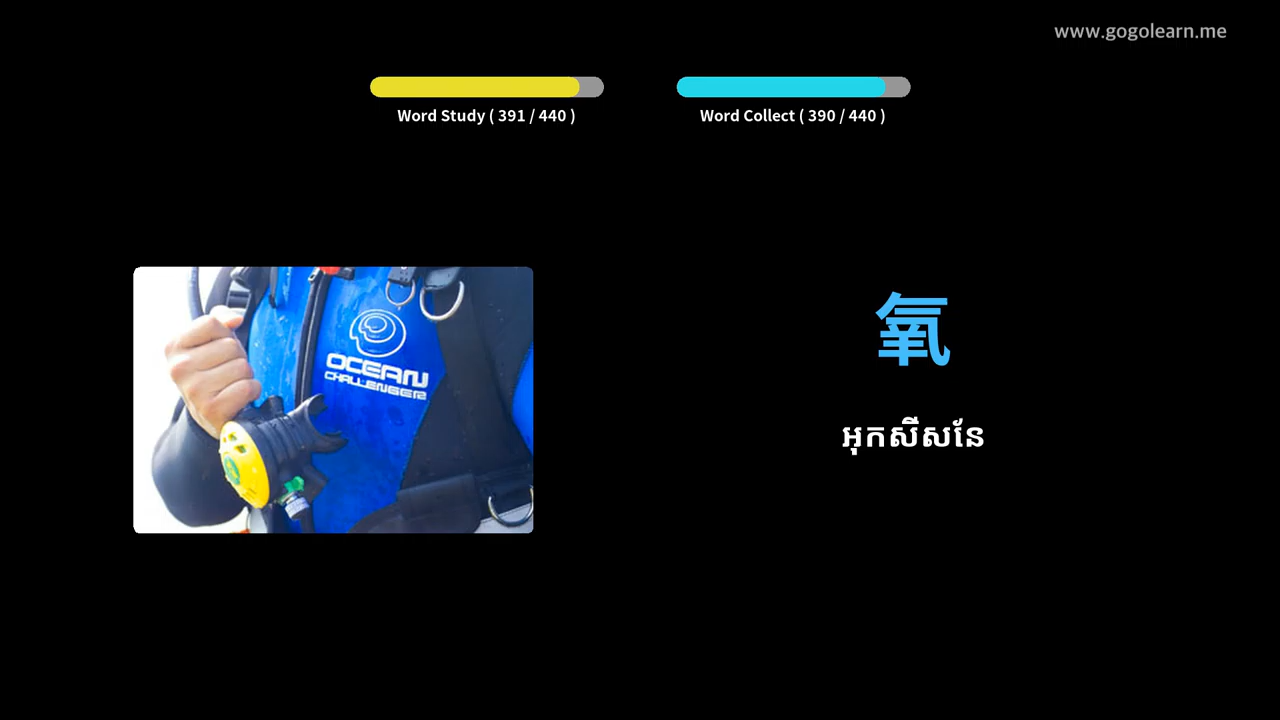 www.gogolearn.me
Word Study ( 391 / 440 )
Word Collect ( 390 / 440 )
OCEAN
CHALLENGER
氧
អុកស៊ីសនែ